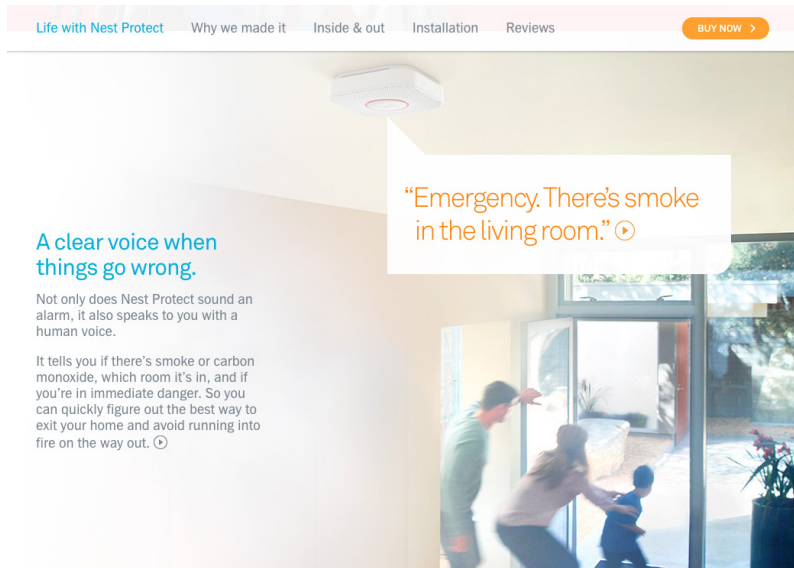 Life with Nest Protect
Why we made it
Inside & out
Installation
Reviews
BUY NOW
“Emergency. There’s smoke
in the living room.”
A clear voice when
things go wrong.
Not only does Nest Protect sound an
alarm, it also speaks to you with a
human voice.
It tells you if there’s smoke or carbon
monoxide, which room it’s in, and if
you’re in immediate danger. So you
can quickly figure out the best way to
exit your home and avoid running into
fire on the way out.